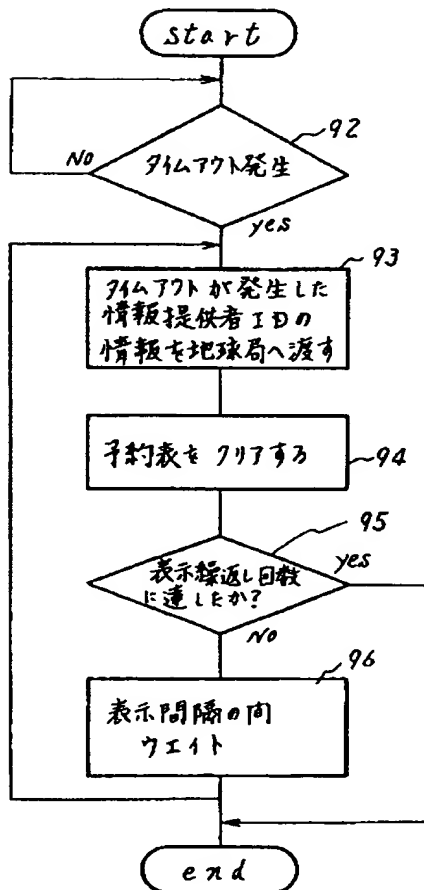 start
92
No
タイムアウト発生
yes
93
タイムアウトが発生した
情報提供者IDの
情報を地球局へ渡す
予約表をクリアする
94
95
表示繰返し回数
に達したか?
yes
No
96
表示間隔の間
ウエイト
end